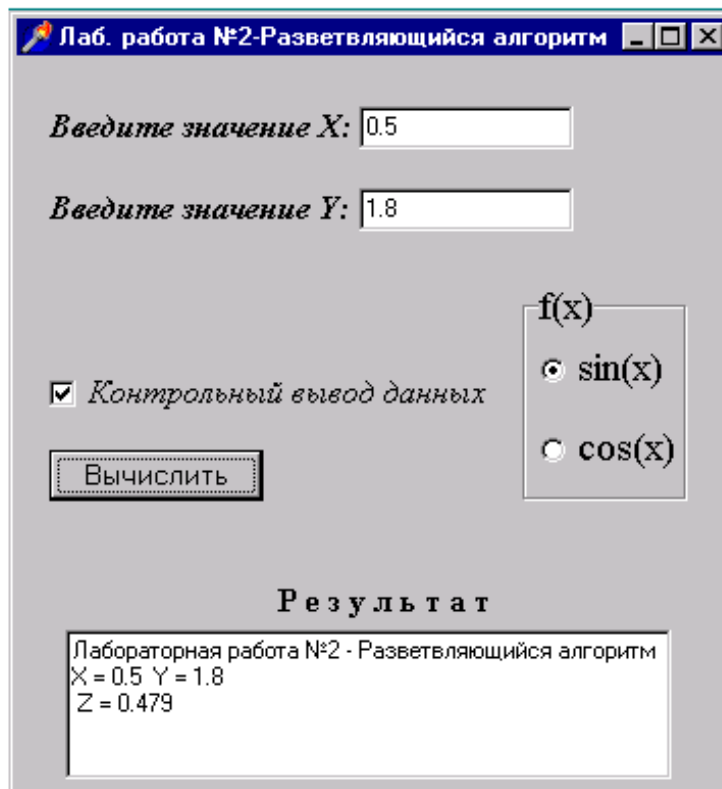 Лаб. работа №2-Разветвляющийся алгоритм
Введите значение X: 0.5
Введите значение Y: 1.8
f(x)
sin(x)
Контрольный вывод данных
cos(x)
Вычислить
Р е з у л ь т а т
Лабораторная работа №2 - Разветвляющийся алгоритм
X = 0.5 Y = 1.8
Z = 0.479